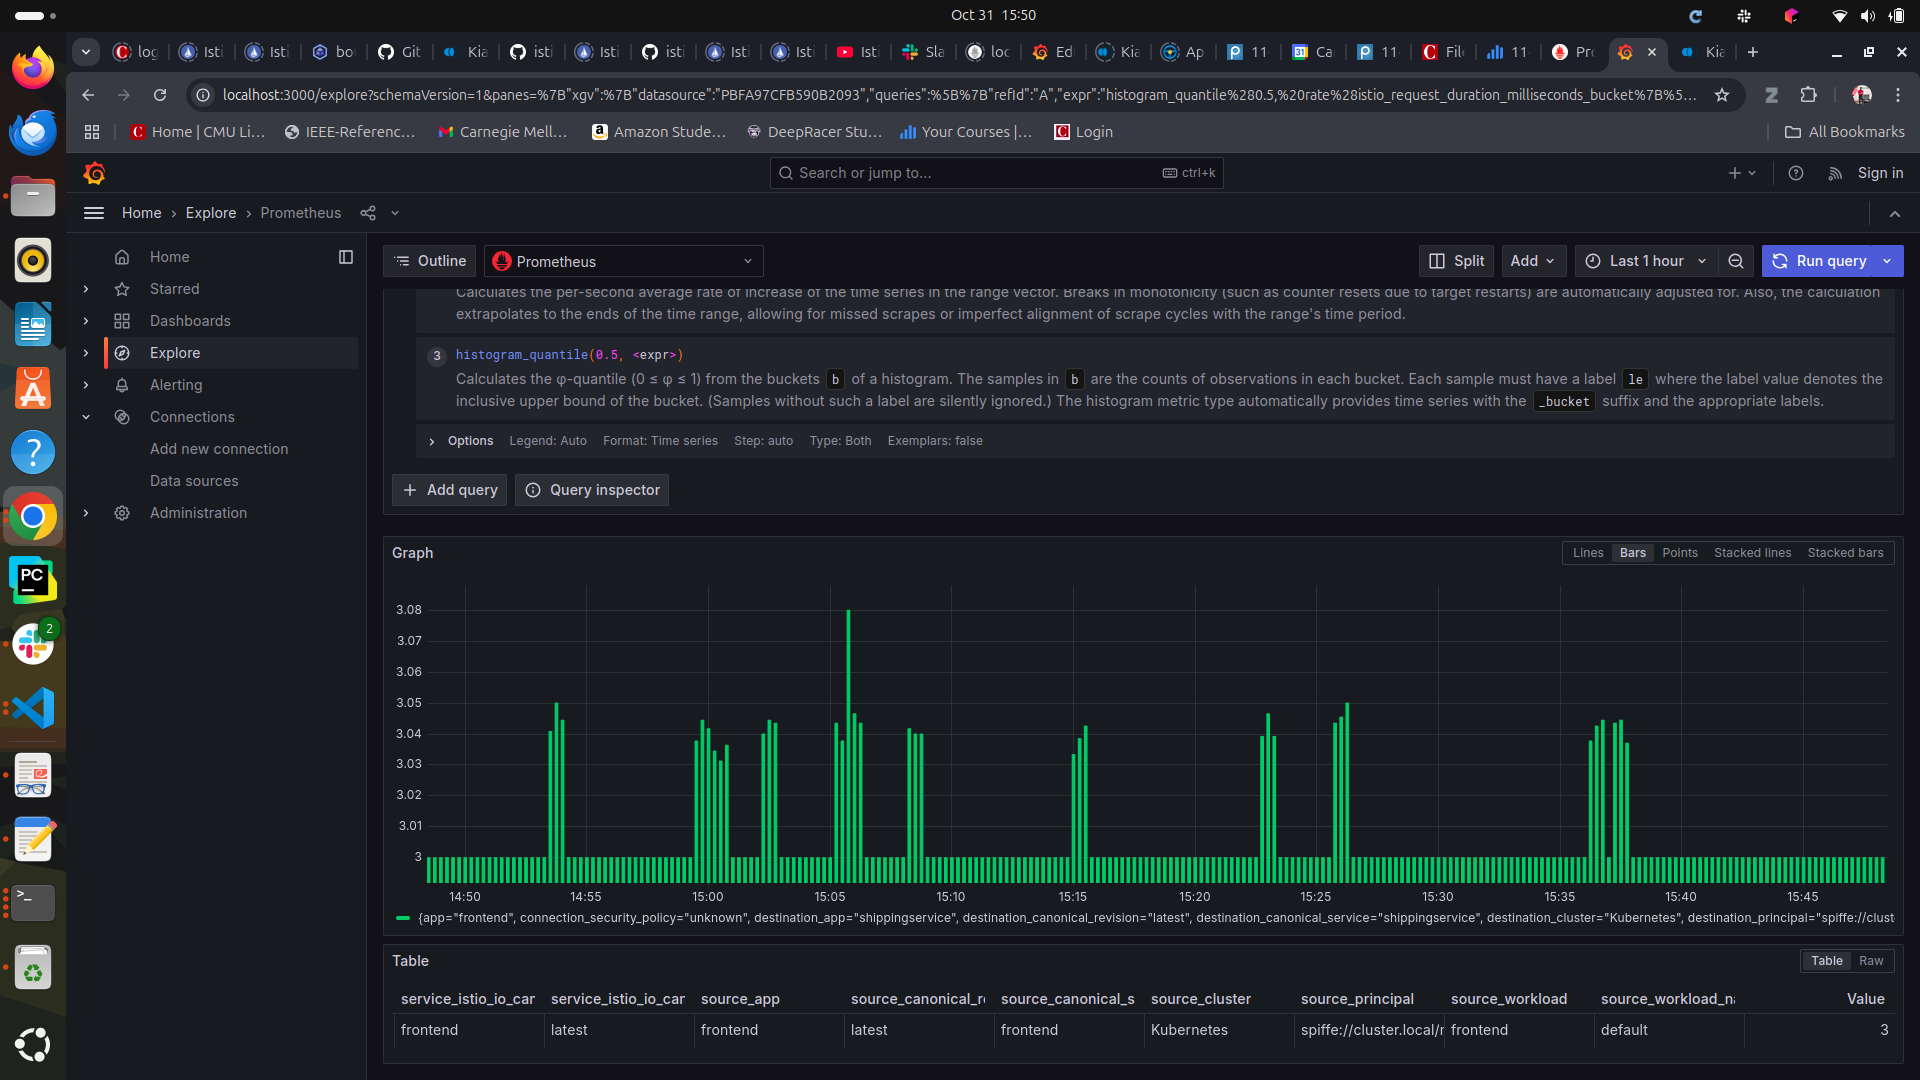 Oct 31 15:50
log
Isti
Isti
bo
Git
Kia
isti
Isti
isti
Isti
Isti
Isti
Sla
loc
Edi
Kia
Ap
11
Ca
11
File
11
Pro
Kia
localhost:3000/explore?schemaVersion=1&panes=%7B"xgv":%7B"datasource":"PBFA97CFB590B2093","queries":%5B%7B"refId":"A","expr":"histogram_quantile%280.5,%20rate%28istio_request_duration_milliseconds_bucket%7B%5...
Home | CMU Li...
IEEE-Referenc...
Carnegie Mell...
Amazon Stude...
DeepRacer Stu...
Your Courses |...
Login
All Bookmarks
Search or jump to...
ctrl+k
Sign in
Home › Explore › Prometheus
Home
Starred
Dashboards
Explore
Alerting
Connections
Add new connection
Data sources
Administration
Outline
Prometheus
Split
Add
Last 1 hour
Run query
Calculates the per-second average rate of increase of the time series in the range vector. Breaks in monotonicity (such as counter resets due to target restarts) are automatically adjusted for. Also, the calculation
extrapolates to the ends of the time range, allowing for missed scrapes or imperfect alignment of scrape cycles with the range's time period.
3 histogram_quantile(0.5, <expr>)
Calculates the φ-quantile (0 ≤ φ ≤ 1) from the buckets b of a histogram. The samples in b are the counts of observations in each bucket. Each sample must have a label le where the label value denotes the
inclusive upper bound of the bucket. (Samples without such a label are silently ignored.) The histogram metric type automatically provides time series with the _bucket suffix and the appropriate labels.
Options Legend: Auto Format: Time series Step: auto Type: Both Exemplars: false
Add query
Query inspector
Graph
Lines Bars Points Stacked lines Stacked bars
3.08
3.07
3.06
3.05
3.04
3.03
3.02
3.01
3
14:50 14:55 15:00 15:05 15:10 15:15 15:20 15:25 15:30 15:35 15:40 15:45
{app="frontend", connection_security_policy="unknown", destination_app="shippingservice", destination_canonical_revision="latest", destination_canonical_service="shippingservice", destination_cluster="Kubernetes", destination_principal="spiffe://clust
Table
Table Raw
service_istio_io_can service_istio_io_can source_app source_canonical_re source_canonical_s source_cluster source_principal source_workload source_workload_na Value
frontend latest frontend latest frontend Kubernetes spiffe://cluster.local/n frontend default 3
PC
2